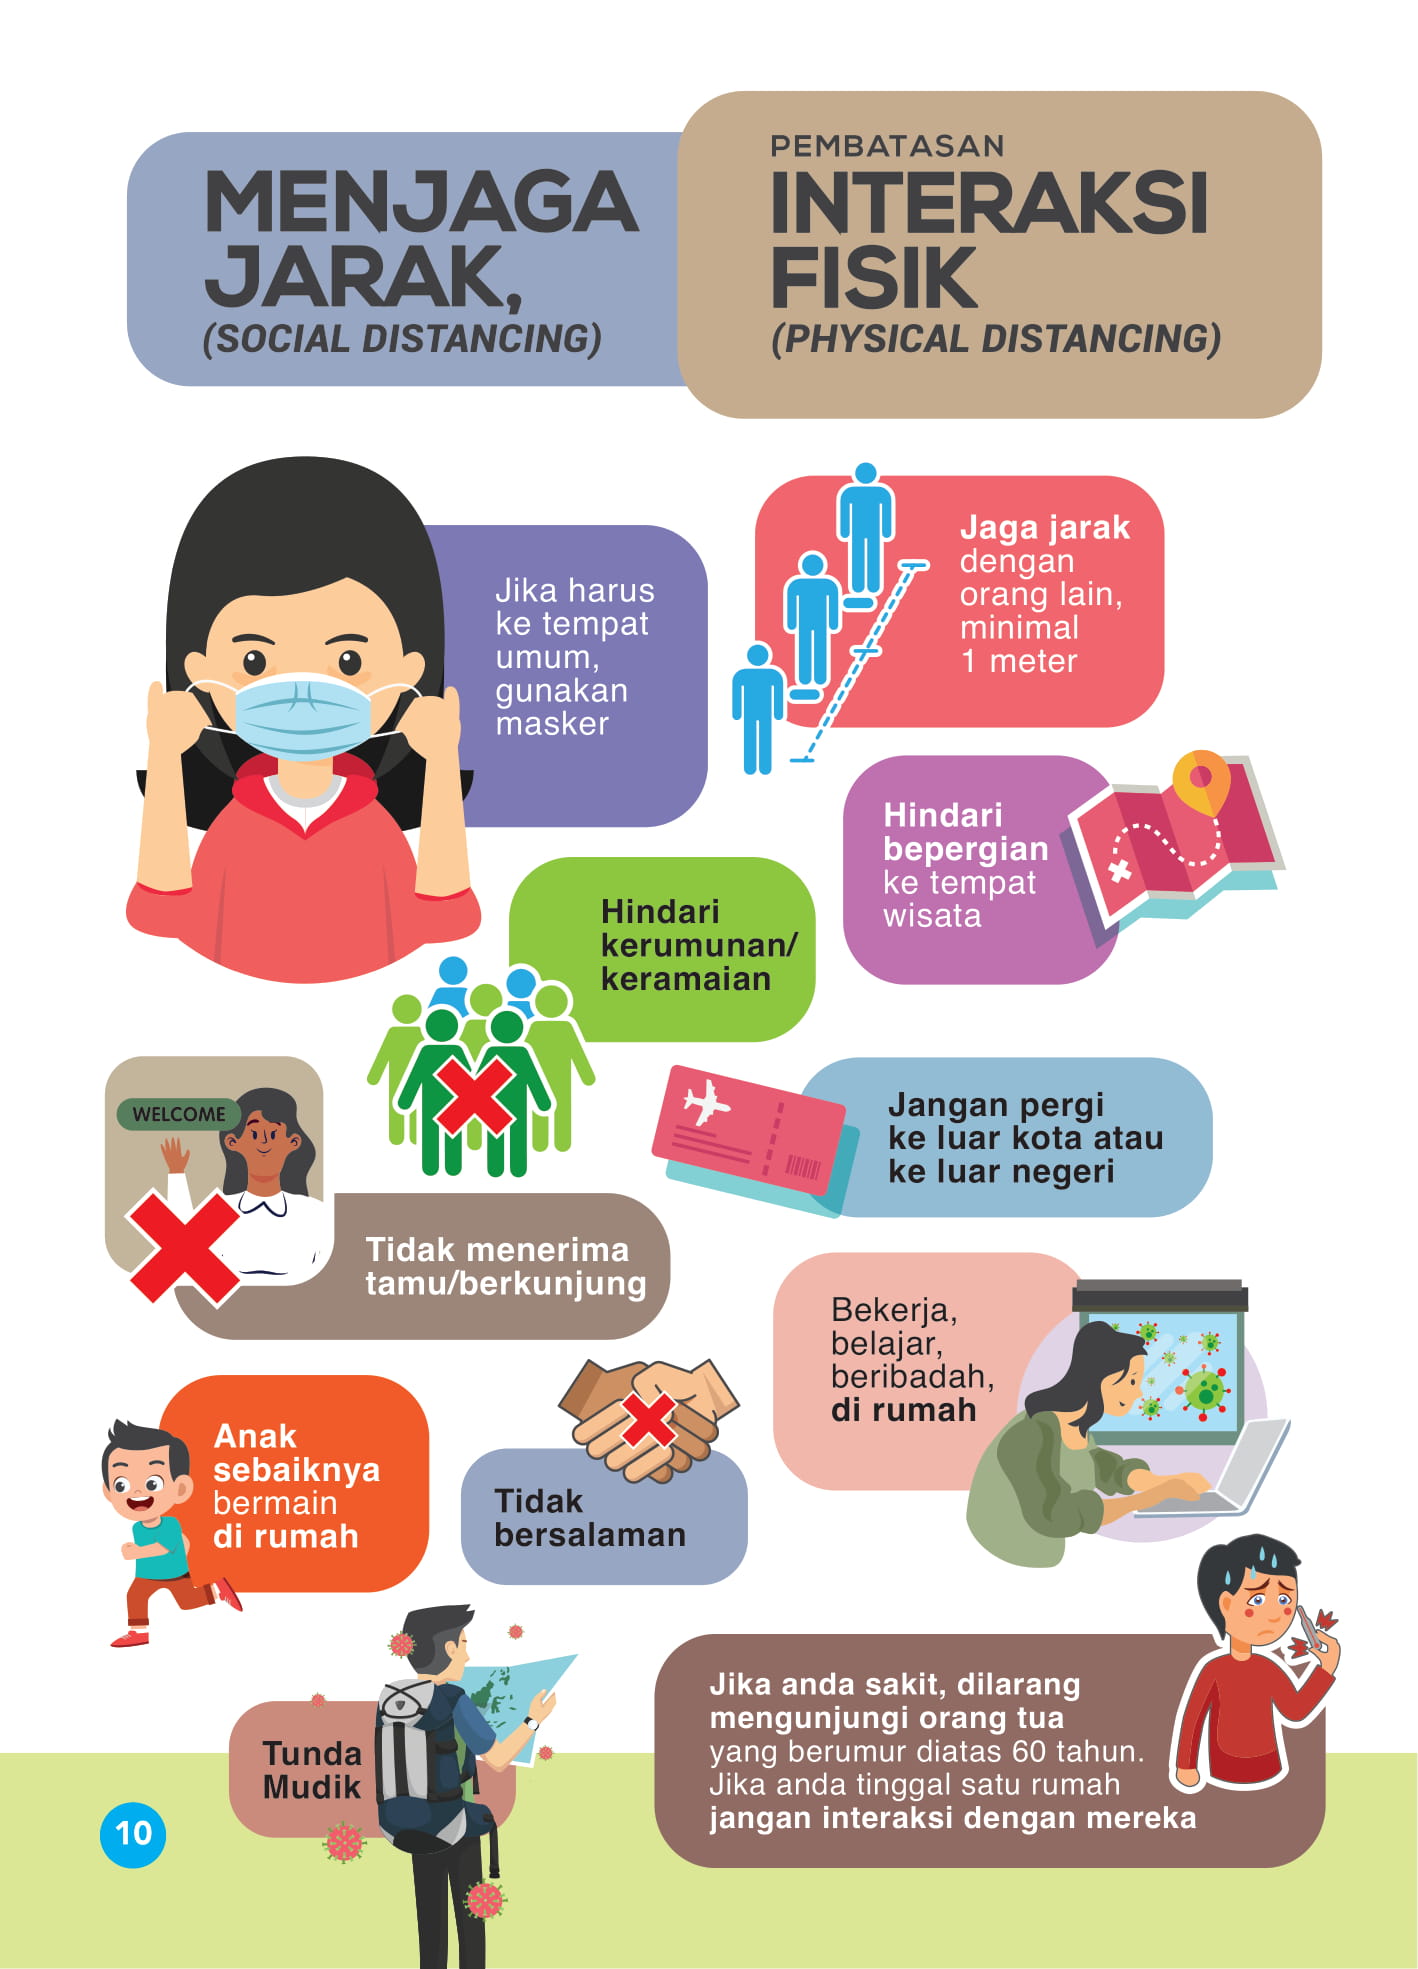 MENJAGA
JARAK,
(SOCIAL DISTANCING)
PEMBATASAN
INTERAKSI
FISIK
(PHYSICAL DISTANCING)
Jika harus
ke tempat
umum,
gunakan
masker
Jaga jarak
dengan
orang lain,
minimal
1 meter
Hindari
bepergian
ke tempat
wisata
Hindari
kerumunan/
keramaian
WELCOME
Tidak menerima
tamu/berkunjung
Jangan pergi
ke luar kota atau
ke luar negeri
Bekerja,
belajar,
beribadah,
di rumah
Anak
sebaiknya
bermain
di rumah
Tidak
bersalaman
Tunda
Mudik
Jika anda sakit, dilarang
mengunjungi orang tua
yang berumur diatas 60 tahun.
Jika anda tinggal satu rumah
jangan interaksi dengan mereka
10